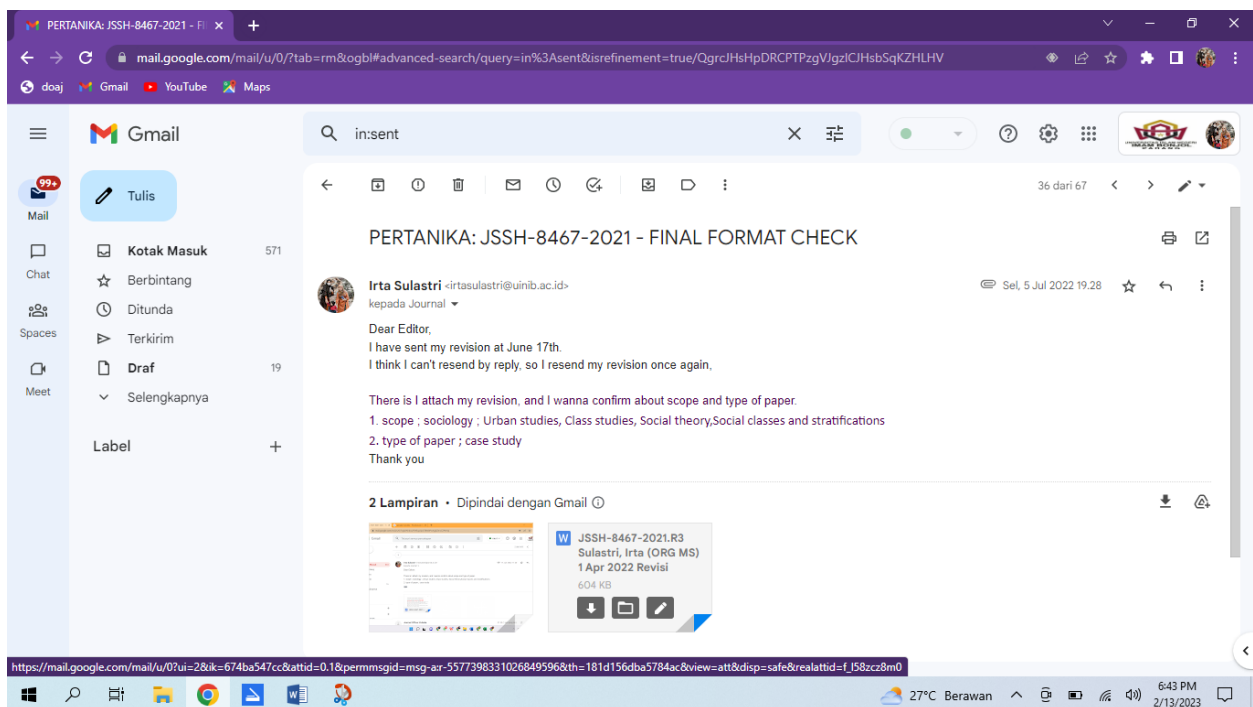 PERTANIKA: JSSH-8467-2021 - FI
mail.google.com/mail/u/0/?tab=rm&ogbl#advanced-search/query=in%3Asent&isrefinement=true/QgrcJHsHpDRCPTPzgVJgzlCJHsbSqKZHLHV
doaj Gmail YouTube Maps
Gmail
in:sent
IMAM BONJOL
PADANG
99+
Mail
Chat
Spaces
Meet
Tulis
Kotak Masuk 571
Berbintang
Ditunda
Terkirim
Draf 19
Selengkapnya
Label +
36 dari 67
PERTANIKA: JSSH-8467-2021 - FINAL FORMAT CHECK
Irta Sulastri <irtasulastri@uinib.ac.id> Sel, 5 Jul 2022 19.28
kepada Journal
Dear Editor,
I have sent my revision at June 17th.
I think I can't resend by reply, so I resend my revision once again,
There is I attach my revision, and I wanna confirm about scope and type of paper.
1. scope ; sociology ; Urban studies, Class studies, Social theory,Social classes and stratifications
2. type of paper ; case study
Thank you
2 Lampiran • Dipindai dengan Gmail
W JSSH-8467-2021.R3
Sulastri, Irta (ORG MS)
1 Apr 2022 Revisi
604 KB
https://mail.google.com/mail/u/0?ui=2&ik=674ba547cc&attid=0.1&permmsgid=msg-a:r-5577398331026849596&th=181d156dba5784ac&view=att&disp=safe&realattid=f_l58zcz8m0
27°C Berawan
6:43 PM
2/13/2023